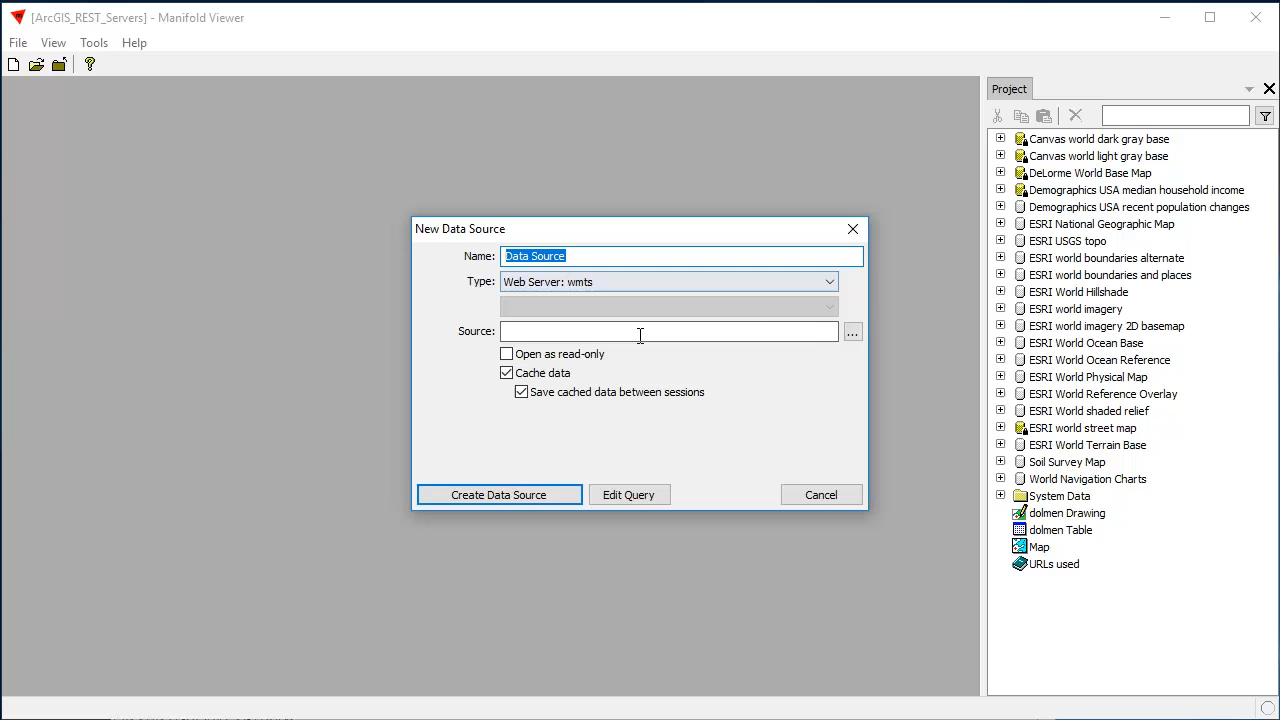 [ArcGIS_REST_Servers] - Manifold Viewer
File View Tools Help
Project
Canvas world dark gray base
Canvas world light gray base
DeLorme World Base Map
Demographics USA median household income
Demographics USA recent population changes
ESRI National Geographic Map
ESRI USGS topo
ESRI world boundaries alternate
ESRI world boundaries and places
ESRI World Hillshade
ESRI world imagery
ESRI world imagery 2D basemap
ESRI World Ocean Base
ESRI World Ocean Reference
ESRI World Physical Map
ESRI World Reference Overlay
ESRI World shaded relief
ESRI world street map
ESRI World Terrain Base
Soil Survey Map
World Navigation Charts
System Data
dolmen Drawing
dolmen Table
Map
URLs used
New Data Source
Name: Data Source
Type: Web Server: wmts
Source: ...
Open as read-only
Cache data
Save cached data between sessions
Create Data Source Edit Query Cancel